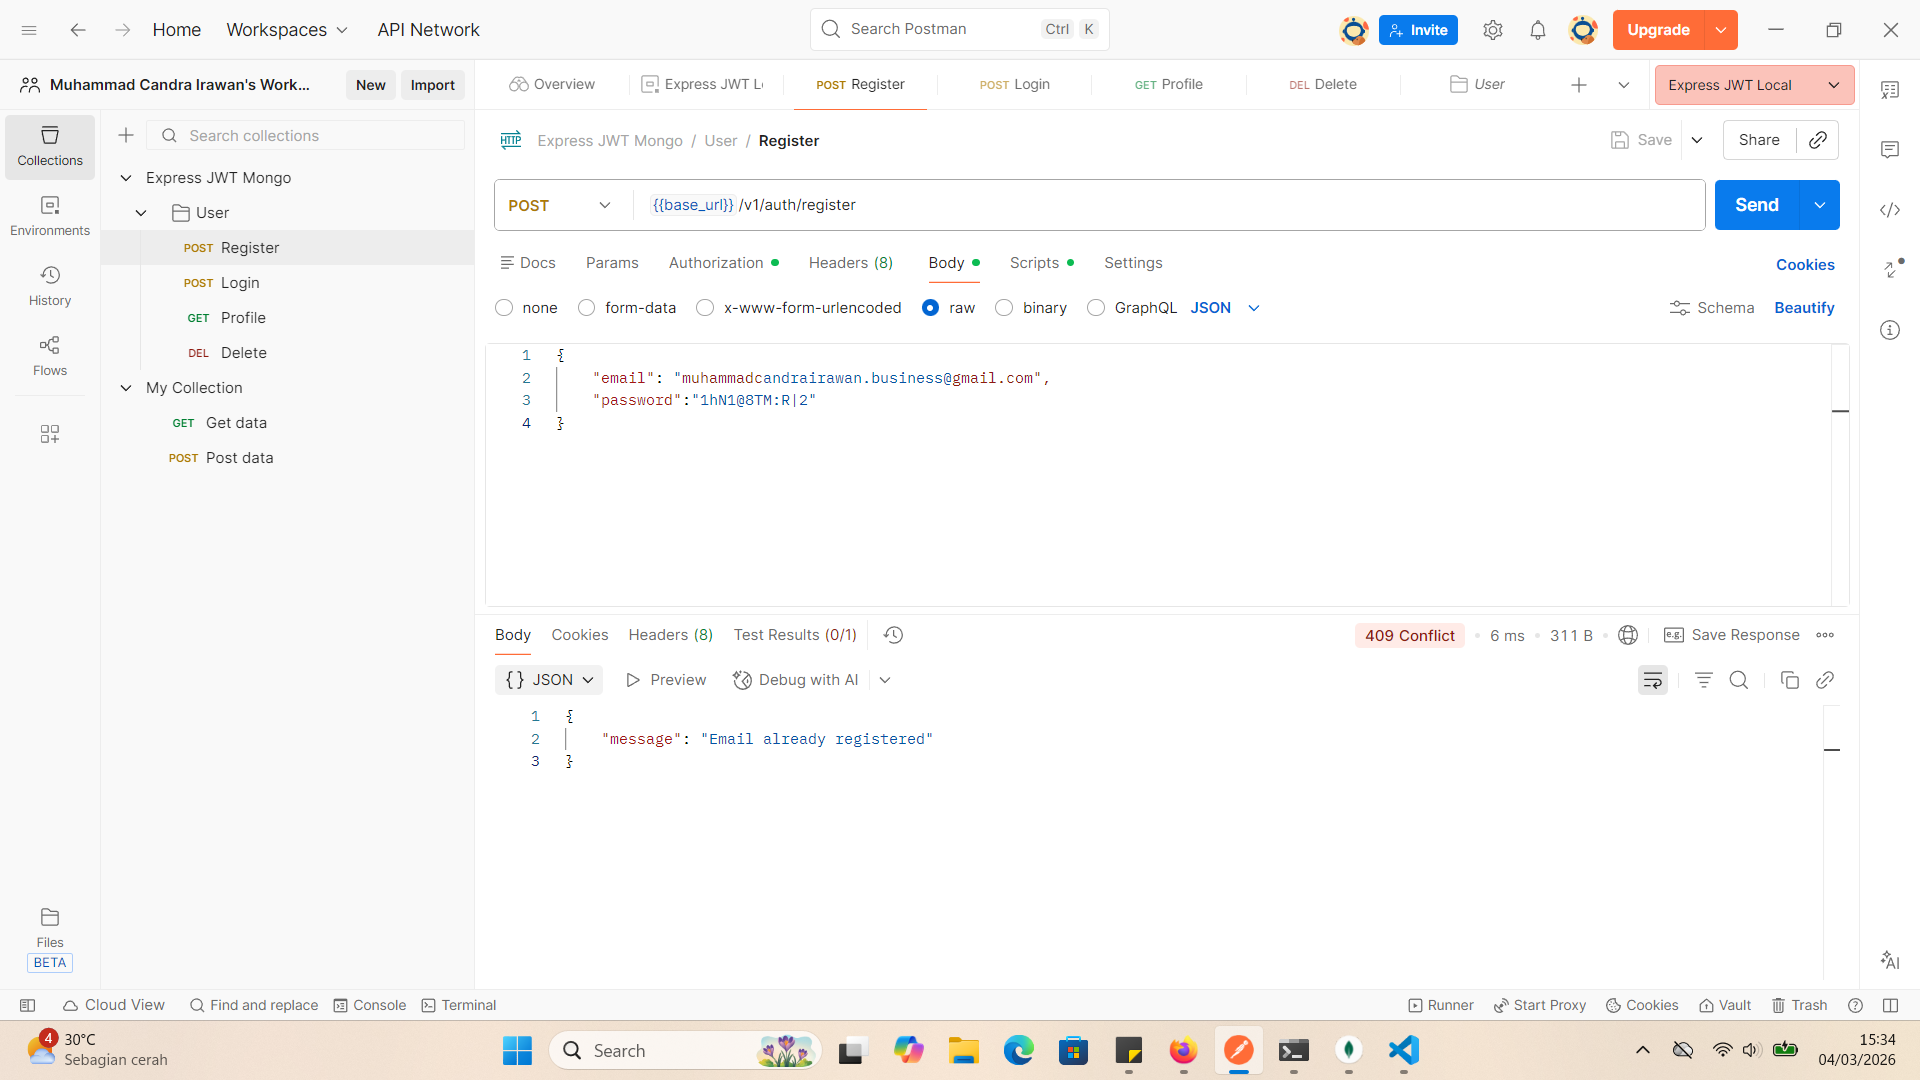 Home
Workspaces
API Network
Search Postman
Ctrl K
Invite
Upgrade
Muhammad Candra Irawan's Work...
New
Import
Overview
Express JWT Lo
POST Register
POST Login
GET Profile
DEL Delete
User
Express JWT Local
Collections
Environments
History
Flows
Files
BETA
Search collections
Express JWT Mongo
User
POST Register
POST Login
GET Profile
DEL Delete
My Collection
GET Get data
POST Post data
HTTP Express JWT Mongo / User / Register
Save
Share
POST
{{base_url}} /v1/auth/register
Send
Docs
Params
Authorization
Headers (8)
Body
Scripts
Settings
Cookies
none
form-data
x-www-form-urlencoded
raw
binary
GraphQL
JSON
Schema
Beautify
1 {
2 "email": "muhammadcandrairawan.business@gmail.com",
3 "password":"1hN1@8TM:R|2"
4 }
Body
Cookies
Headers (8)
Test Results (0/1)
409 Conflict
6 ms
311 B
e.g. Save Response
{} JSON
Preview
Debug with AI
1 {
2 "message": "Email already registered"
3 }
AI
Cloud View
Find and replace
Console
Terminal
Runner
Start Proxy
Cookies
Vault
Trash
4
30°C
Sebagian cerah
Search
15:34
04/03/2026